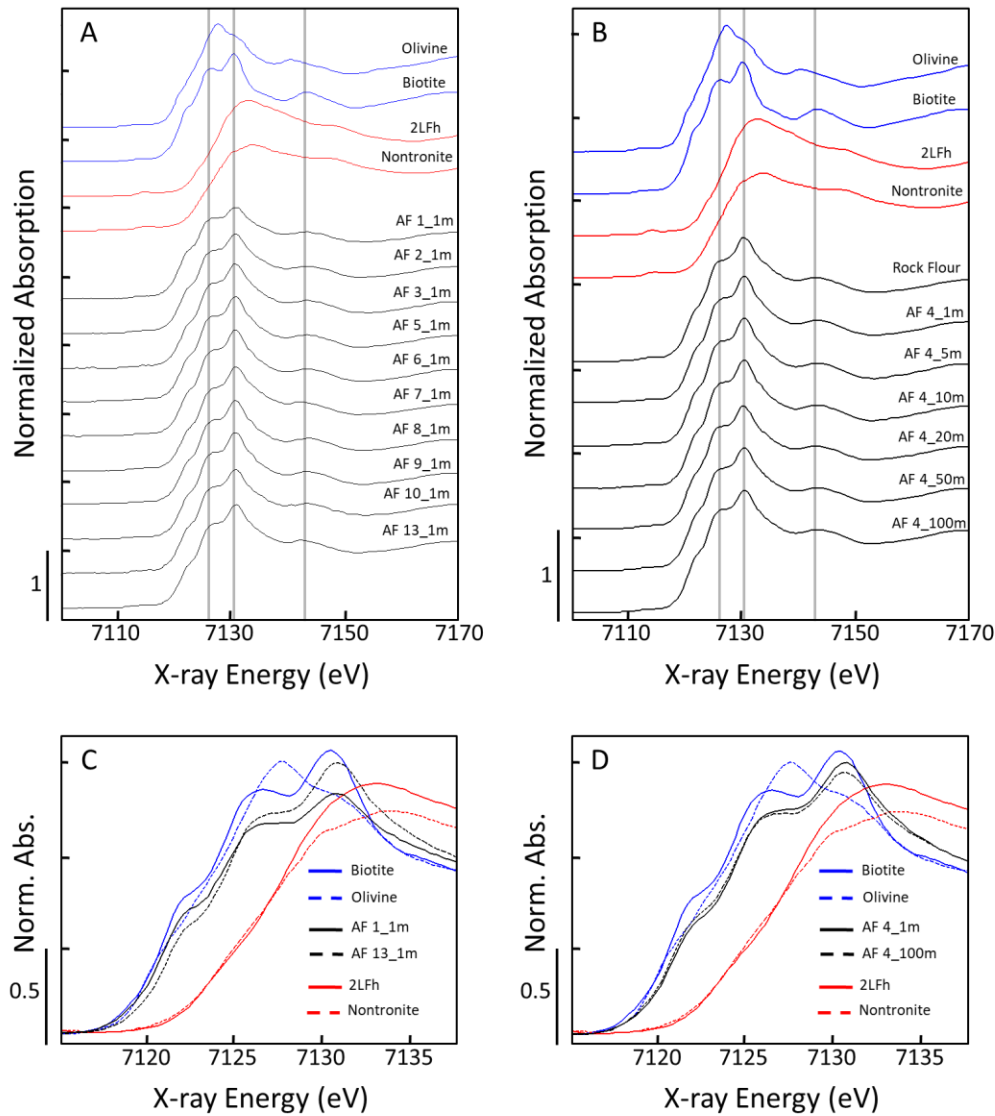 A
Olivine
Biotite
2LFh
Nontronite
AF 1_1m
AF 2_1m
AF 3_1m
AF 5_1m
AF 6_1m
AF 7_1m
AF 8_1m
AF 9_1m
AF 10_1m
AF 13_1m
Normalized Absorption
1
7110 7130 7150 7170
X-ray Energy (eV)
B
Olivine
Biotite
2LFh
Nontronite
Rock Flour
AF 4_1m
AF 4_5m
AF 4_10m
AF 4_20m
AF 4_50m
AF 4_100m
Normalized Absorption
1
7110 7130 7150 7170
X-ray Energy (eV)
C
Norm. Abs.
0.5
Biotite
Olivine
AF 1_1m
AF 13_1m
2LFh
Nontronite
7120 7125 7130 7135
X-ray Energy (eV)
D
Norm. Abs.
0.5
Biotite
Olivine
AF 4_1m
AF 4_100m
2LFh
Nontronite
7120 7125 7130 7135
X-ray Energy (eV)